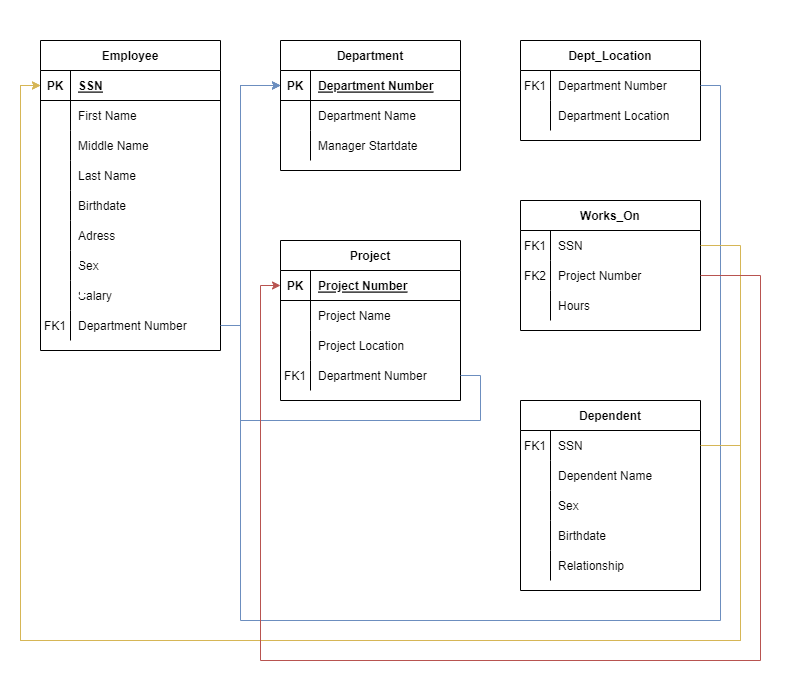 Employee
PK SSN
First Name
Middle Name
Last Name
Birthdate
Adress
Sex
Salary
FK1 Department Number
Department
PK Department Number
Department Name
Manager Startdate
Project
PK Project Number
Project Name
Project Location
FK1 Department Number
Dept_Location
FK1 Department Number
Department Location
Works_On
FK1 SSN
FK2 Project Number
Hours
Dependent
FK1 SSN
Dependent Name
Sex
Birthdate
Relationship